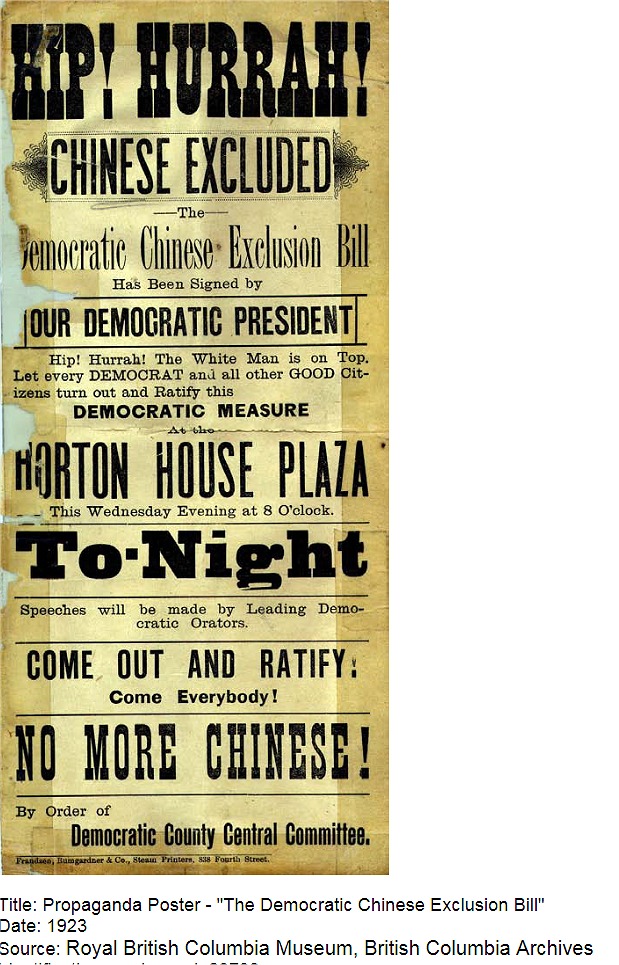 HIP! HURRAH!
CHINESE EXCLUDED
The
Democratic Chinese Exclusion Bill
Has Been Signed by
OUR DEMOCRATIC PRESIDENT
Hip! Hurrah! The White Man is on Top.
Let every DEMOCRAT and all other GOOD Cit-
izens turn out and Ratify this
DEMOCRATIC MEASURE
At the
HORTON HOUSE PLAZA
This Wednesday Evening at 8 O'clock.
To-Night
Speeches will be made by Leading Demo-
cratic Orators.
COME OUT AND RATIFY!
Come Everybody!
NO MORE CHINESE!
By Order of
Democratic County Central Committee.
Frandzen, Bumgardner & Co., Steam Printers, 838 Fourth Street.
Title: Propaganda Poster - "The Democratic Chinese Exclusion Bill"
Date: 1923
Source: Royal British Columbia Museum, British Columbia Archives